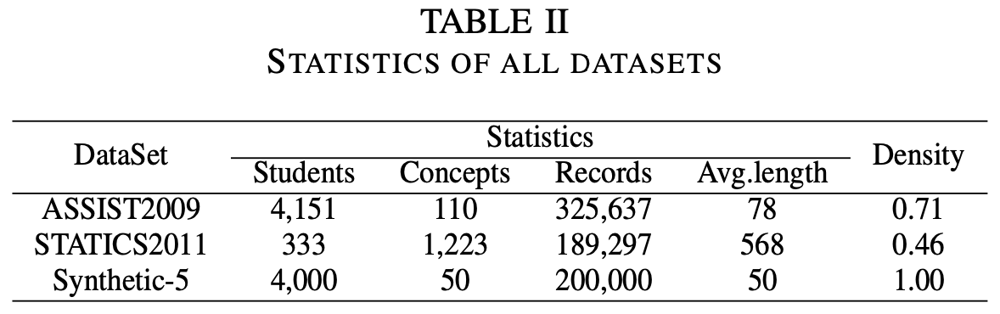 TABLE II
STATISTICS OF ALL DATASETS
DataSet Statistics Density
Students Concepts Records Avg.length
ASSIST2009 4,151 110 325,637 78 0.71
STATICS2011 333 1,223 189,297 568 0.46
Synthetic-5 4,000 50 200,000 50 1.00